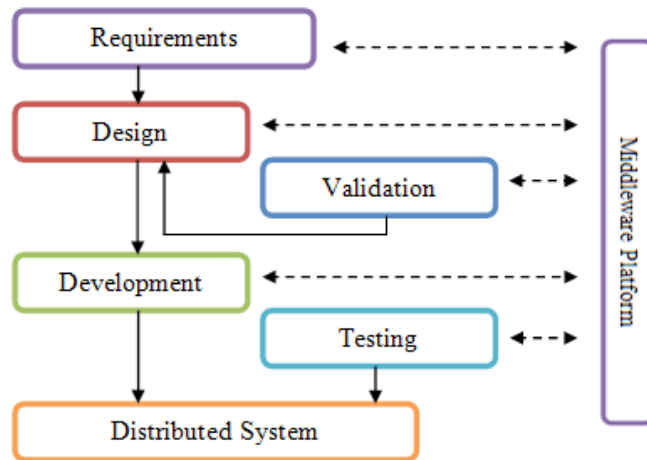 Requirements
Design
Validation
Development
Testing
Distributed System
Middleware Platform